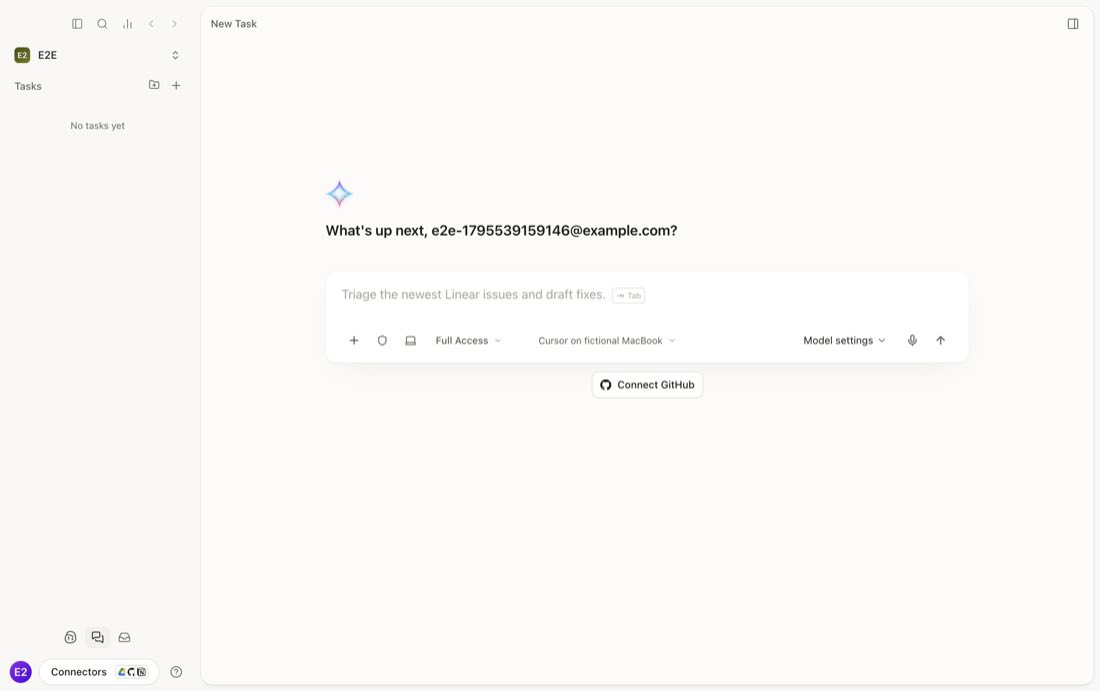 New Task
E2 E2E
Tasks
No tasks yet
What's up next, e2e-1795539159146@example.com?
Triage the newest Linear issues and draft fixes. Tab
Full Access
Cursor on fictional MacBook
Model settings
Connect GitHub
E2 Connectors